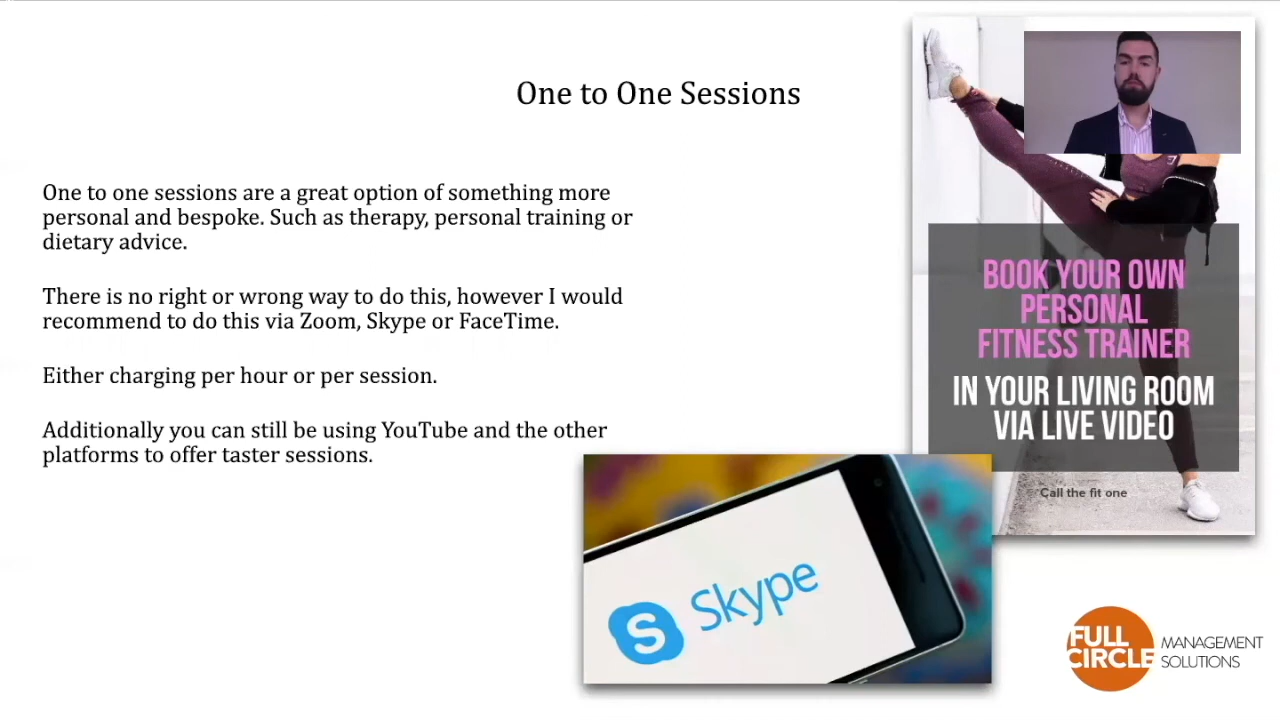 One to One Sessions
One to one sessions are a great option of something more
personal and bespoke. Such as therapy, personal training or
dietary advice.
There is no right or wrong way to do this, however I would
recommend to do this via Zoom, Skype or FaceTime.
Either charging per hour or per session.
Additionally you can still be using YouTube and the other
platforms to offer taster sessions.
BOOK YOUR OWN
PERSONAL
FITNESS TRAINER
IN YOUR LIVING ROOM
VIA LIVE VIDEO
Call the fit one
S Skype
FULL
CIRCLE
MANAGEMENT
SOLUTIONS